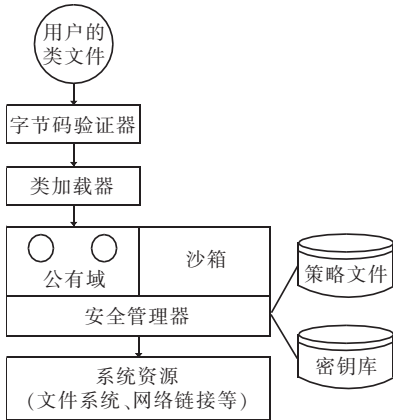 用户的
类文件
字节码验证器
类加载器
公有域
沙箱
安全管理器
策略文件
密钥库
系统资源
(文件系统、网络链接等)